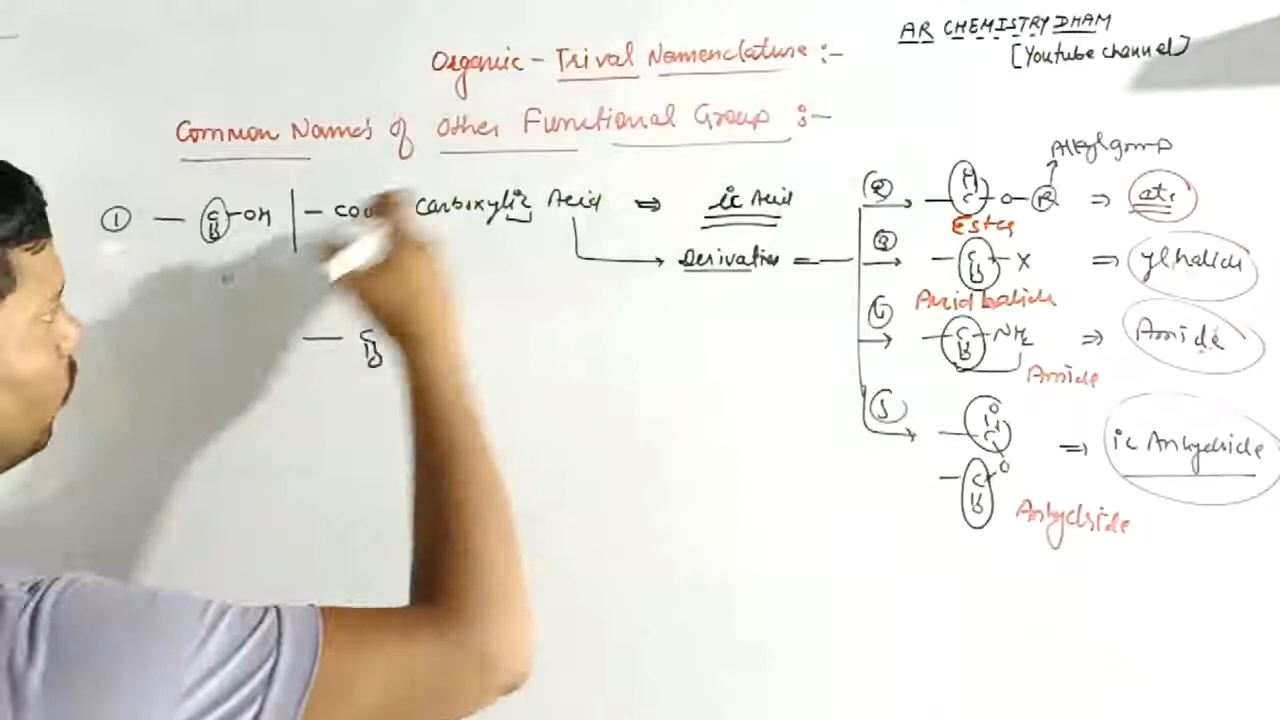 AR CHEMISTRY DHAM
[Youtube channel]
Organic - Trival Nomenclature :-
Common Names of Other Functional Group :-
① — C-OH | - COO Carboxylic Acid ⇒ ic Acid
O
Derivative =
② H C - O - R ⇒ ate
Alkyl group
Ester
③ — C - X ⇒ yl halide
O
Acid halide
— C - NH2 ⇒ Amide
O
Amide
— C
O
⑤ O C O ⇒ ic Anhydride
- C
O
Anhydride